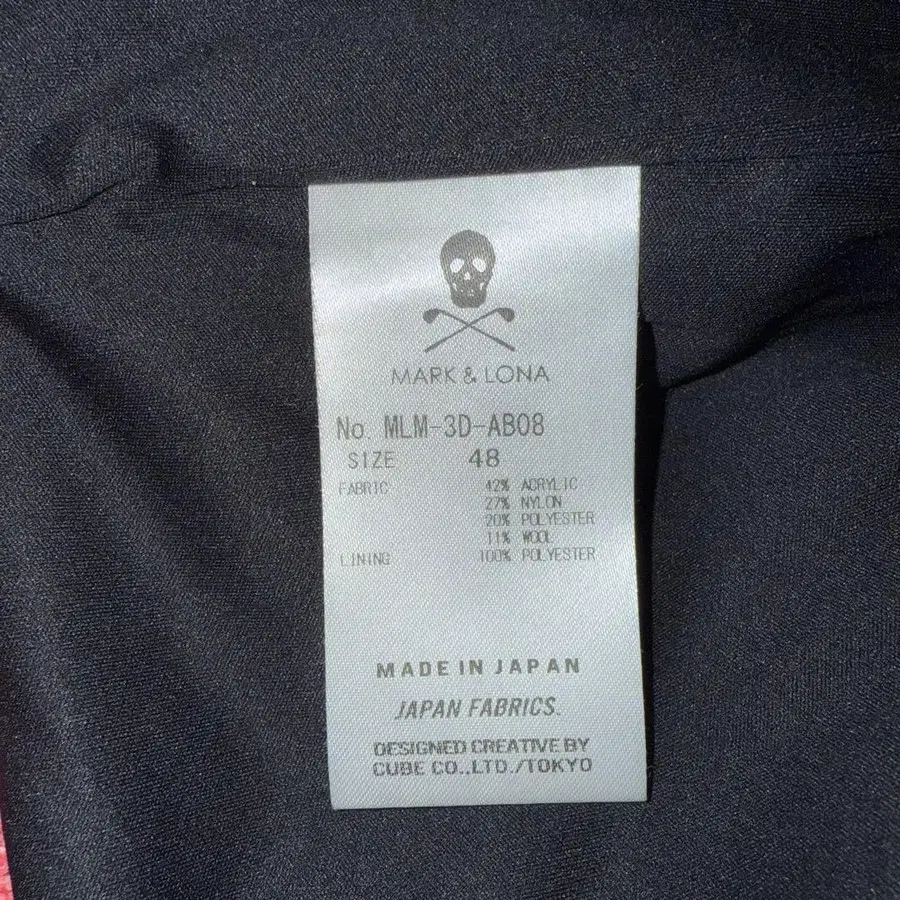 MARK & LONA
No. MLM-3D-AB08
SIZE 48
FABRIC 42% ACRYLIC
27% NYLON
20% POLYESTER
11% WOOL
LINING 100% POLYESTER
MADE IN JAPAN
JAPAN FABRICS.
DESIGNED CREATIVE BY
CUBE CO.,LTD./TOKYO